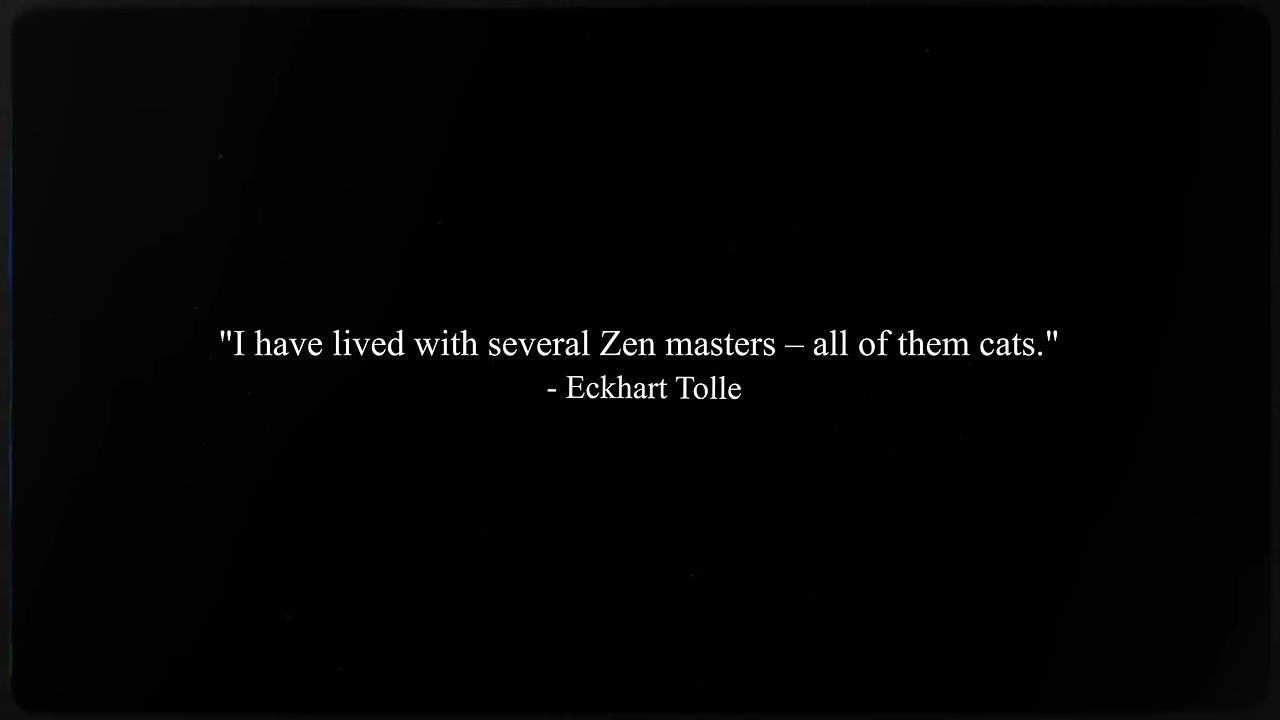 "I have lived with several Zen masters – all of them cats."
- Eckhart Tolle